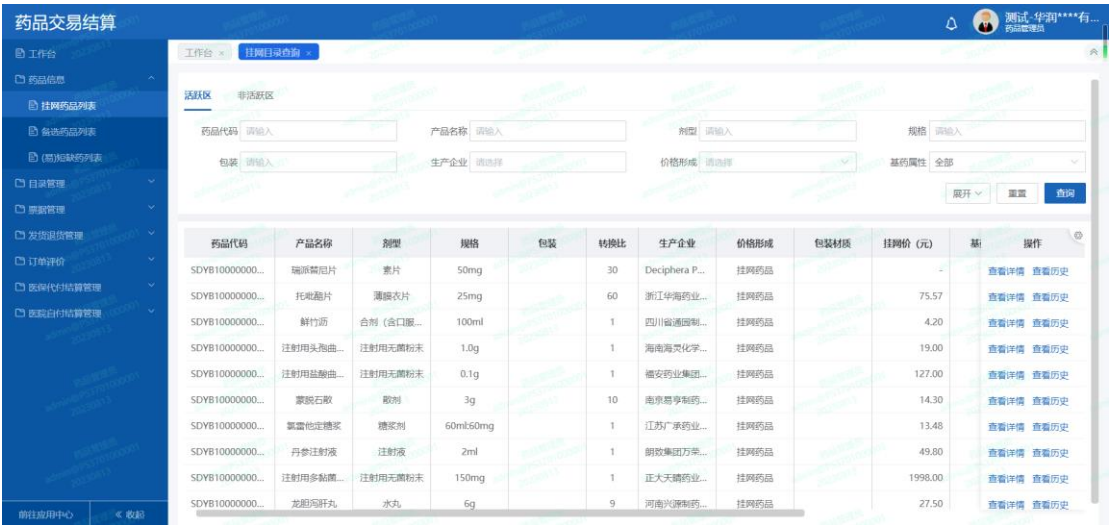 药品交易结算
测试-华润****有...
药品管理员
工作台
药品信息
挂网药品列表
备选药品列表
(易)短缺药列表
目录管理
票据管理
发货退货管理
订单评价
医保代付结算管理
医院自付结算管理
前往应用中心 << 收起
工作台 × 挂网目录查询 ×
活跃区 非活跃区
药品代码 请输入 产品名称 请输入 剂型 请输入 规格 请输入
包装 请输入 生产企业 请选择 价格形成 请选择 基药属性 全部
展开 重置 查询
药品代码 产品名称 剂型 规格 包装 转换比 生产企业 价格形成 包装材质 挂网价（元） 操作
SDYB10000000... 瑞派替尼片 素片 50mg 30 Deciphera P... 挂网药品 - 查看详情 查看历史
SDYB10000000... 托吡酯片 薄膜衣片 25mg 60 浙江华海药业... 挂网药品 75.57 查看详情 查看历史
SDYB10000000... 鲜竹沥 合剂（含口服... 100ml 1 四川省通园制... 挂网药品 4.20 查看详情 查看历史
SDYB10000000... 注射用头孢曲... 注射用无菌粉末 1.0g 1 海南海灵化学... 挂网药品 19.00 查看详情 查看历史
SDYB10000000... 注射用盐酸曲... 注射用无菌粉末 0.1g 1 福安药业集团... 挂网药品 127.00 查看详情 查看历史
SDYB10000000... 蒙脱石散 散剂 3g 10 南京易亨制药... 挂网药品 14.30 查看详情 查看历史
SDYB10000000... 氯雷他定糖浆 糖浆剂 60ml:60mg 1 江苏广承药业... 挂网药品 13.48 查看详情 查看历史
SDYB10000000... 丹参注射液 注射液 2ml 1 朗致集团万荣... 挂网药品 49.80 查看详情 查看历史
SDYB10000000... 注射用多黏菌... 注射用无菌粉末 150mg 1 正大天晴药业... 挂网药品 1998.00 查看详情 查看历史
SDYB10000000... 龙胆泻肝丸 水丸 6g 9 河南兴源制药... 挂网药品 27.50 查看详情 查看历史